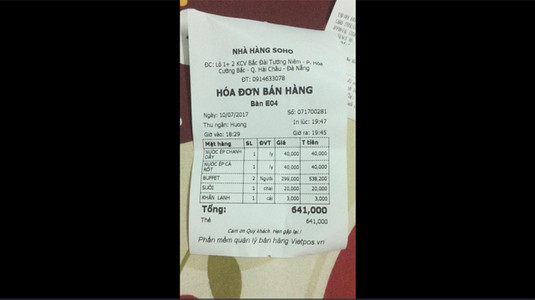 NHÀ HÀNG SOHO
ĐC: Lô 1+ 2 KCV Bắc Đài Tưởng Niệm - P. Hòa
Cường Bắc - Q. Hải Châu - Đà Nẵng
ĐT: 0914633078
HÓA ĐƠN BÁN HÀNG
Bàn E04
Ngày: 10/07/2017 Số: 071700281
Thu ngân: Huong In lúc: 19:47
Giờ vào: 18:29 Giờ ra: 19:45
Mặt hàng SL ĐVT Giá T tiền
NƯỚC ÉP CHANH
DÂY 1 ly 40,000 40,000
NƯỚC ÉP CÀ
RỐT 1 ly 40,000 40,000
BUFFET 2 Người 538,200
SUỐI 1 chai 20,000 20,000
KHĂN LẠNH 1 cái 3,000 3,000
Tổng: 641,000
Thẻ 641,000
Cảm ơn Quý khách. Hẹn gặp lại!
Phần mềm quản lý bán hàng Vietpos.vn